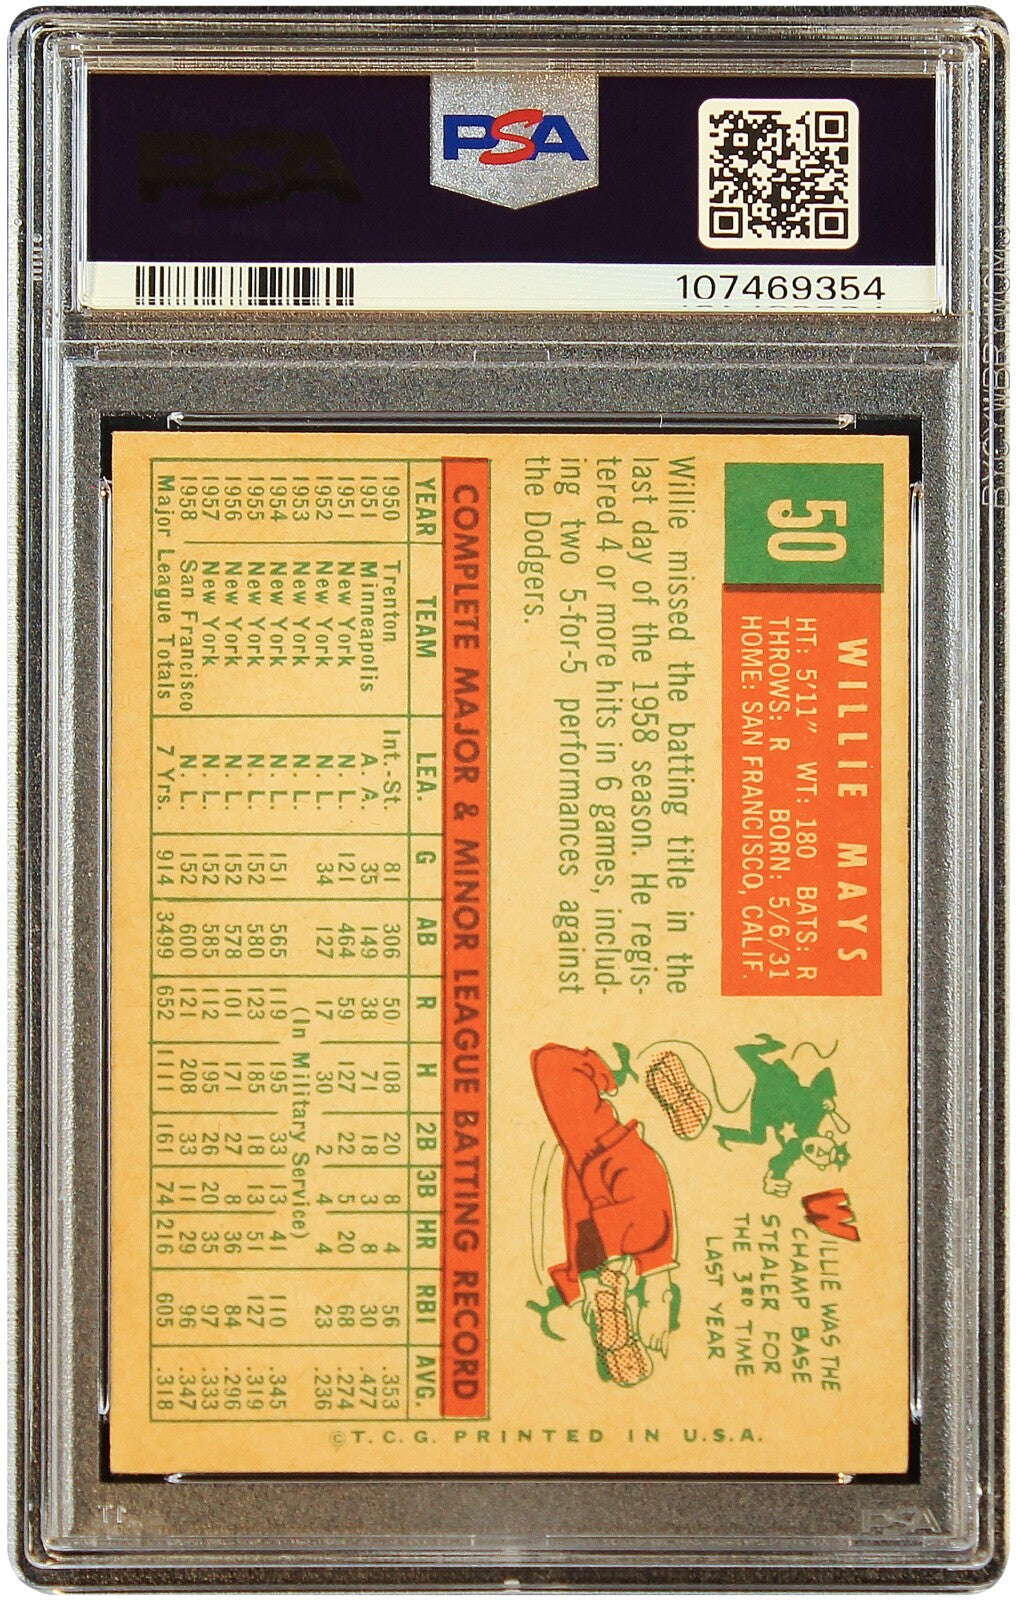 PSA
107469354
50
WILLIE MAYS
HT: 5'11" WT: 180 BATS: R
THROWS: R BORN: 5/6/31
HOME: SAN FRANCISCO, CALIF.
Willie missed the batting title in the
last day of the 1958 season. He regis-
tered 4 or more hits in 6 games, includ-
ing two 5-for-5 performances against
the Dodgers.
WILLIE WAS THE
CHAMP BASE
STEALER FOR
THE 3RD TIME
LAST YEAR
COMPLETE MAJOR & MINOR LEAGUE BATTING RECORD
YEAR TEAM LEA. G AB R H 2B 3B HR RBI AVG.
1950 Trenton Int.-St. 81 306 50 108 20 8 4 56 .353
1951 Minneapolis A. A. 35 149 38 71 18 3 8 30 .477
1951 New York N. L. 121 464 59 127 22 5 20 68 .274
1952 New York N. L. 34 127 17 30 2 4 4 23 .236
1953 New York N. L. (In Military Service)
1954 New York N. L. 151 565 119 195 33 13 41 110 .345
1955 New York N. L. 152 580 123 185 18 13 51 127 .319
1956 New York N. L. 152 578 101 171 27 8 36 84 .296
1957 New York N. L. 152 585 112 195 26 20 35 97 .333
1958 San Francisco N. L. 152 600 121 208 33 11 29 96 .347
Major League Totals 7 Yrs. 914 3499 652 1111 161 74 216 605 .318
© T. C. G. PRINTED IN U.S.A.
PSA